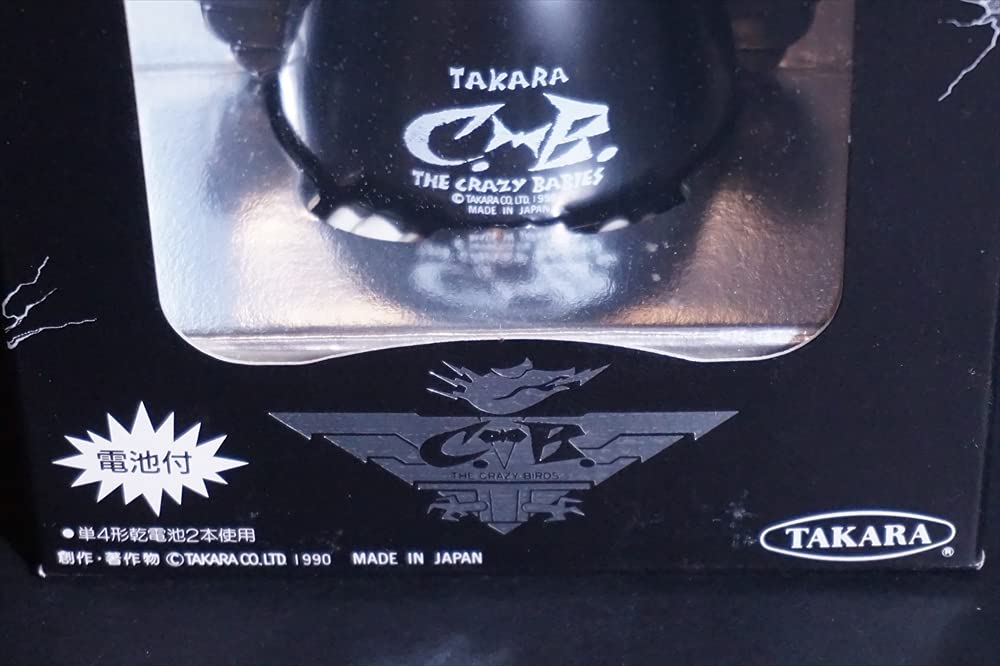 TAKARA
C. B.
THE CRAZY BABIES
© TAKARA CO., LTD. 1990
MADE IN JAPAN
C. B.
THE CRAZY BIRDS
電池付
●単4形乾電池2本使用
創作・著作物 © TAKARA CO., LTD. 1990 MADE IN JAPAN
TAKARA ®